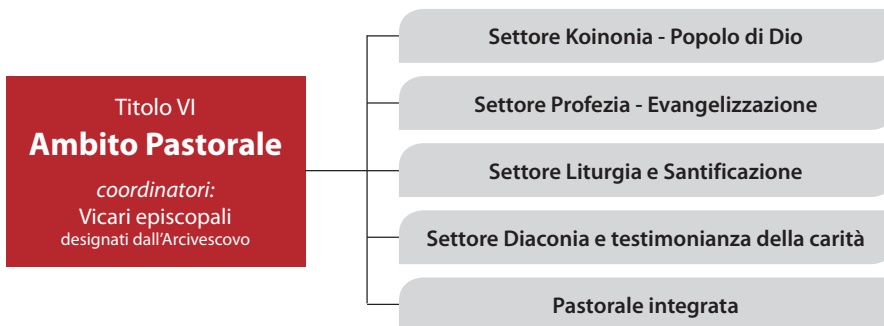 Titolo VI
Ambito Pastorale
coordinatori:
Vicari episcopali
designati dall'Arcivescovo
Settore Koinonia - Popolo di Dio
Settore Profezia - Evangelizzazione
Settore Liturgia e Santificazione
Settore Diaconia e testimonianza della carità
Pastorale integrata